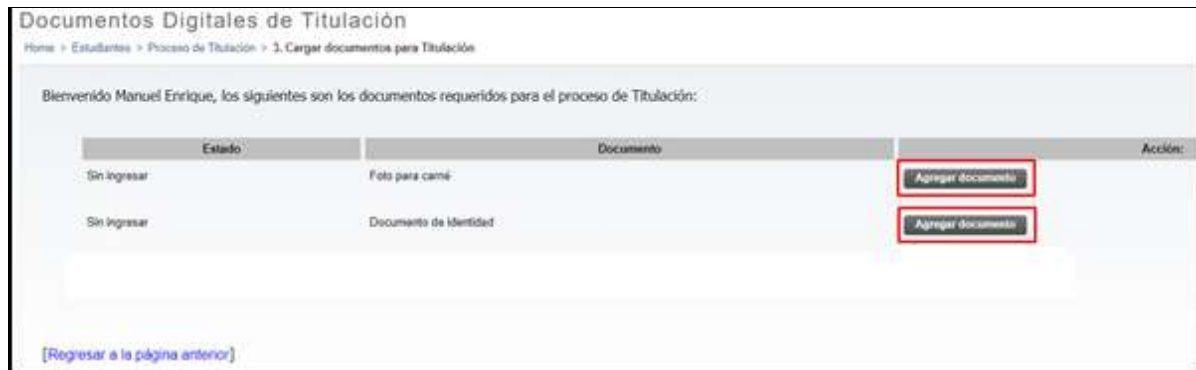 Documentos Digitales de Titulación
Home > Estudiantes > Proceso de Titulación > 3. Cargar documentos para Titulación
Bienvenido Manuel Enrique, los siguientes son los documentos requeridos para el proceso de Titulación:
Estado Documento Acción:
Sin ingresar Foto para carné Agregar documento
Sin ingresar Documento de identidad Agregar documento
[Regresar a la página anterior]